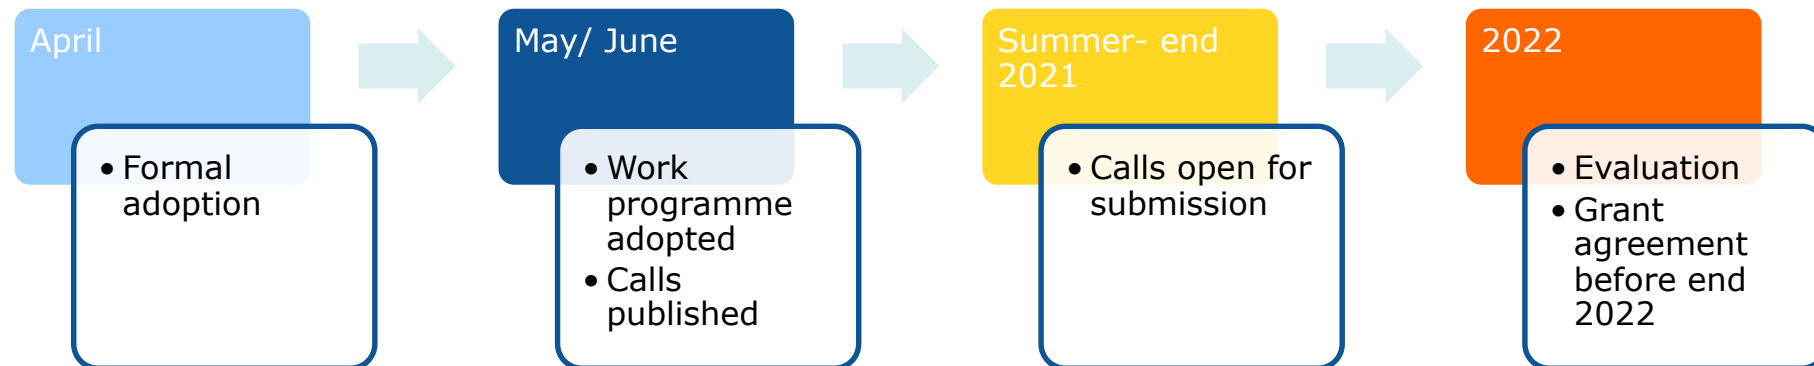 April
• Formal
adoption
May/ June
• Work
programme
adopted
• Calls
published
Summer- end
2021
• Calls open for
submission
2022
• Evaluation
• Grant
agreement
before end
2022